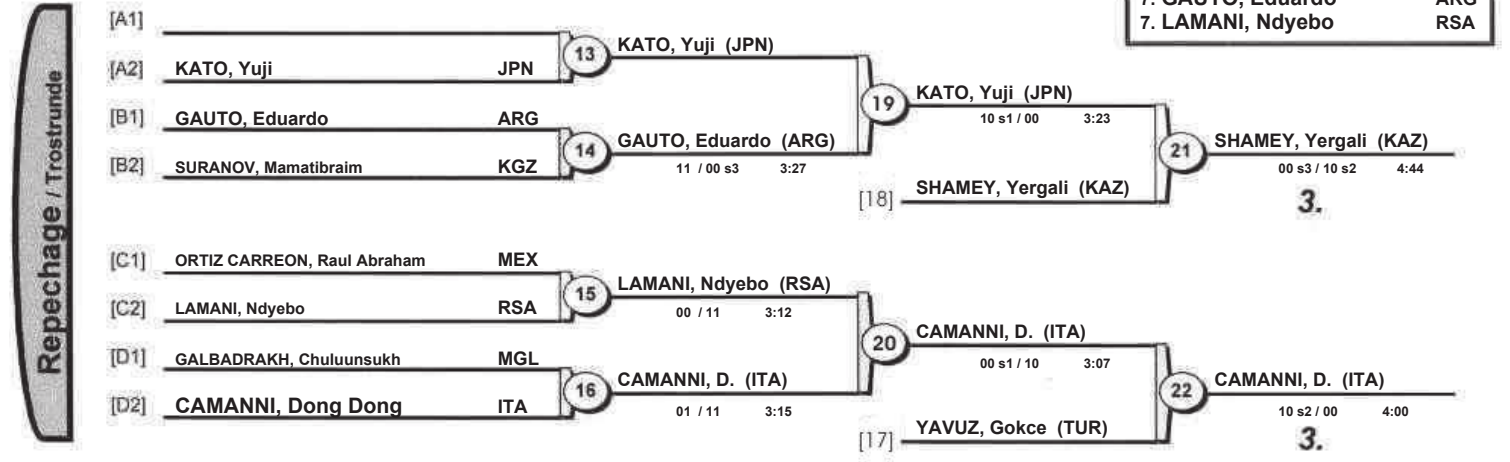 7. GAUTO, Eduardo ARG
7. LAMANI, Ndyebo RSA
Repechage / Trostrunde
[A1]
[A2] KATO, Yuji JPN
13 KATO, Yuji (JPN)
[B1] GAUTO, Eduardo ARG
[B2] SURANOV, Mamatibraim KGZ
14 GAUTO, Eduardo (ARG)
11 / 00 s3 3:27
19 KATO, Yuji (JPN)
10 s1 / 00 3:23
[18] SHAMEY, Yergali (KAZ)
21 SHAMEY, Yergali (KAZ)
00 s3 / 10 s2 4:44
3.
[C1] ORTIZ CARREON, Raul Abraham MEX
[C2] LAMANI, Ndyebo RSA
15 LAMANI, Ndyebo (RSA)
00 / 11 3:12
[D1] GALBADRAKH, Chuluunsukh MGL
[D2] CAMANNI, Dong Dong ITA
16 CAMANNI, D. (ITA)
01 / 11 3:15
20 CAMANNI, D. (ITA)
00 s1 / 10 3:07
[17] YAVUZ, Gokce (TUR)
22 CAMANNI, D. (ITA)
10 s2 / 00 4:00
3.